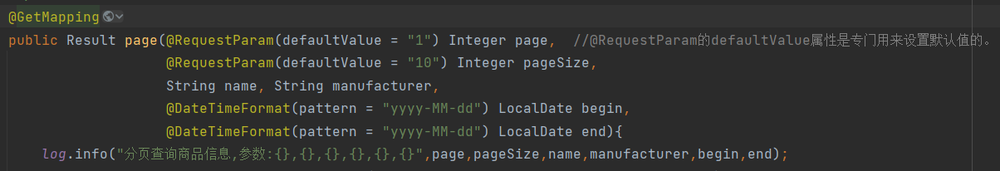 @GetMapping
public Result page(@RequestParam(defaultValue = "1") Integer page,  //@RequestParam的defaultValue属性是专门用来设置默认值的。
@RequestParam(defaultValue = "10") Integer pageSize,
String name, String manufacturer,
@DateTimeFormat(pattern = "yyyy-MM-dd") LocalDate begin,
@DateTimeFormat(pattern = "yyyy-MM-dd") LocalDate end){
log.info("分页查询商品信息,参数:{},{},{},{},{},{}",page,pageSize,name,manufacturer,begin,end);